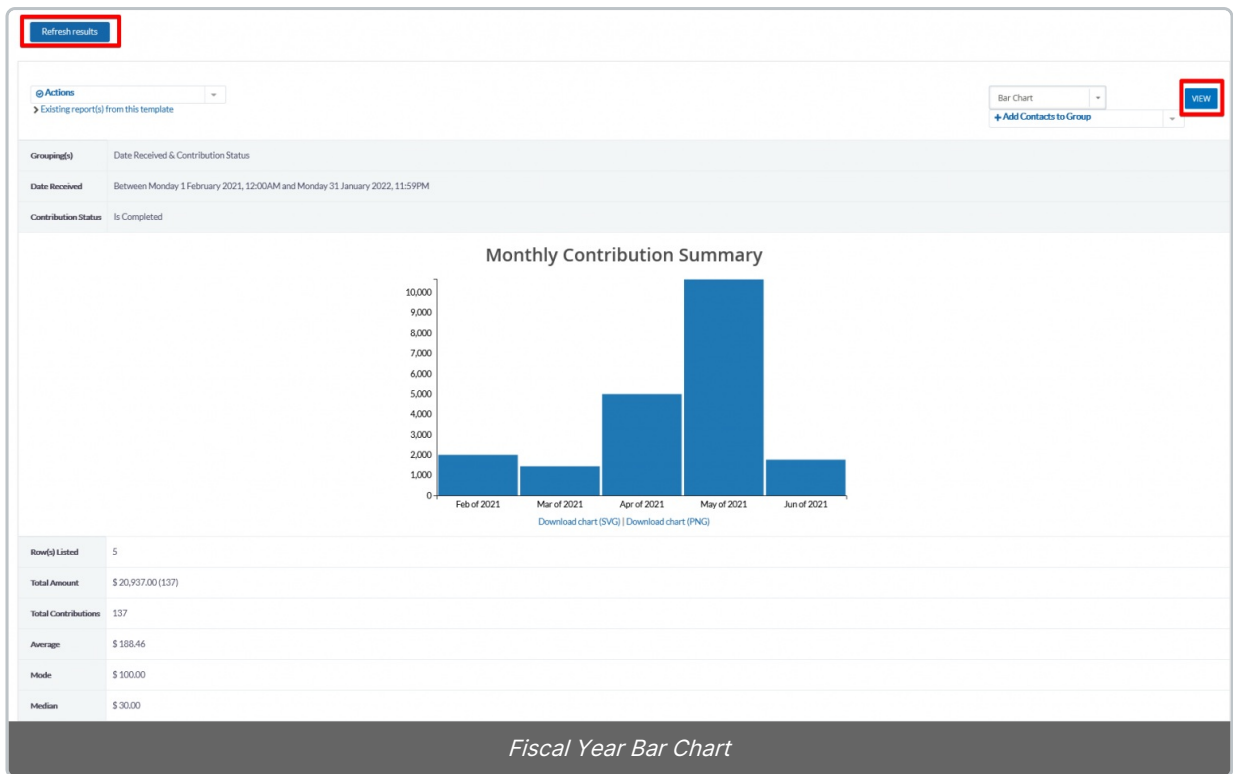 Refresh results
Actions
Existing report(s) from this template
Bar Chart
VIEW
+ Add Contacts to Group
Grouping(s) Date Received & Contribution Status
Date Received Between Monday 1 February 2021, 12:00AM and Monday 31 January 2022, 11:59PM
Contribution Status Is Completed
Monthly Contribution Summary
10,000
9,000
8,000
7,000
6,000
5,000
4,000
3,000
2,000
1,000
0
Feb of 2021 Mar of 2021 Apr of 2021 May of 2021 Jun of 2021
Download chart (SVG) | Download chart (PNG)
Row(s) Listed 5
Total Amount $ 20,937.00 (137)
Total Contributions 137
Average $ 188.46
Mode $ 100.00
Median $ 30.00
Fiscal Year Bar Chart